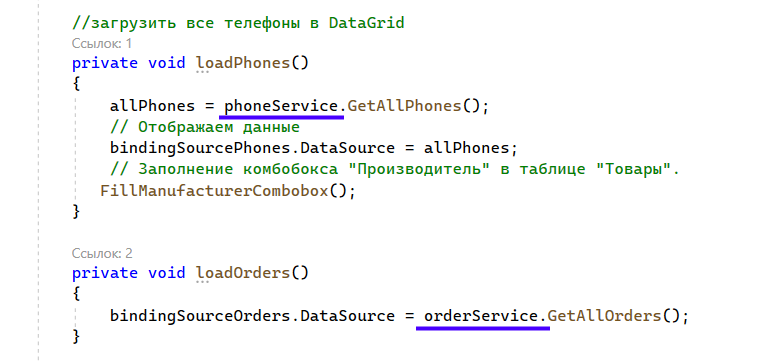 //загрузить все телефоны в DataGrid
Ссылок: 1
private void loadPhones()
{
allPhones = phoneService.GetAllPhones();
// Отображаем данные
bindingSourcePhones.DataSource = allPhones;
// Заполнение комбобокса "Производитель" в таблице "Товары".
FillManufacturerCombobox();
}
Ссылок: 2
private void loadOrders()
{
bindingSourceOrders.DataSource = orderService.GetAllOrders();
}